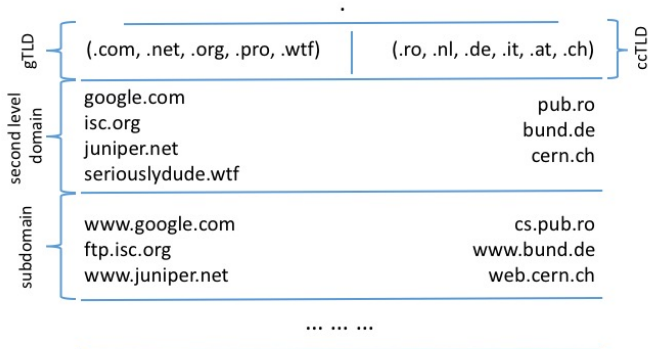 .
gTLD
(.com, .net, .org, .pro, .wtf)
(.ro, .nl, .de, .it, .at, .ch)
ccTLD
second level
domain
google.com
isc.org
juniper.net
seriouslydude.wtf
pub.ro
bund.de
cern.ch
subdomain
www.google.com
ftp.isc.org
www.juniper.net
cs.pub.ro
www.bund.de
web.cern.ch
... ... ...